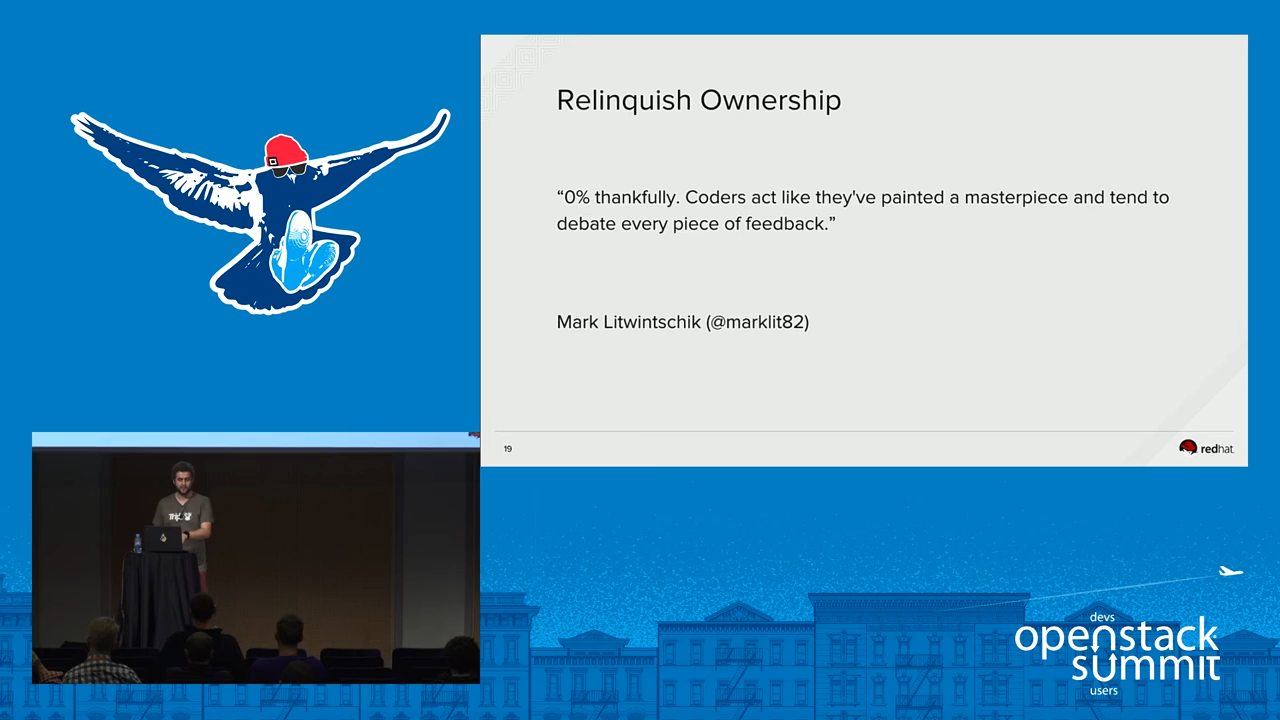 Relinquish Ownership
“0% thankfully. Coders act like they've painted a masterpiece and tend to
debate every piece of feedback.”
Mark Litwintschik (@marklit82)
19
redhat.
devs
openstack
summit
users